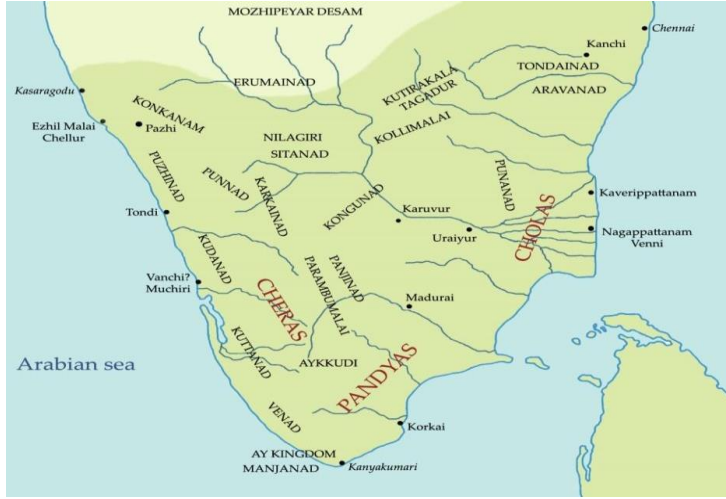 MOZHIPEYAR DESAM
Chennai
Kanchi
TONDAINAD
ERUMAINAD
KUTIRAKALA
TAGADUR
ARAVANAD
Kasaragodu
KONKANAM
Ezhil Malai
Chellur
Pazhi
KOLLIMALAI
NILAGIRI
SITANAD
PUZHINAD
PUNNAD
KARKAINAD
PUNANAD
KONGUNAD
Kaverippattanam
Karuvur
Tondi
Uraiyur
CHOLAS
Nagappattanam
Venni
KUDANAD
PANJINAD
PARAMBUMALAI
Vanchi?
Muchiri
CHERAS
Madurai
KUTTANAD
AYKKUDI
Arabian sea
PANDYAS
VENAD
Korkai
AY KINGDOM
MANJANAD
Kanyakumari